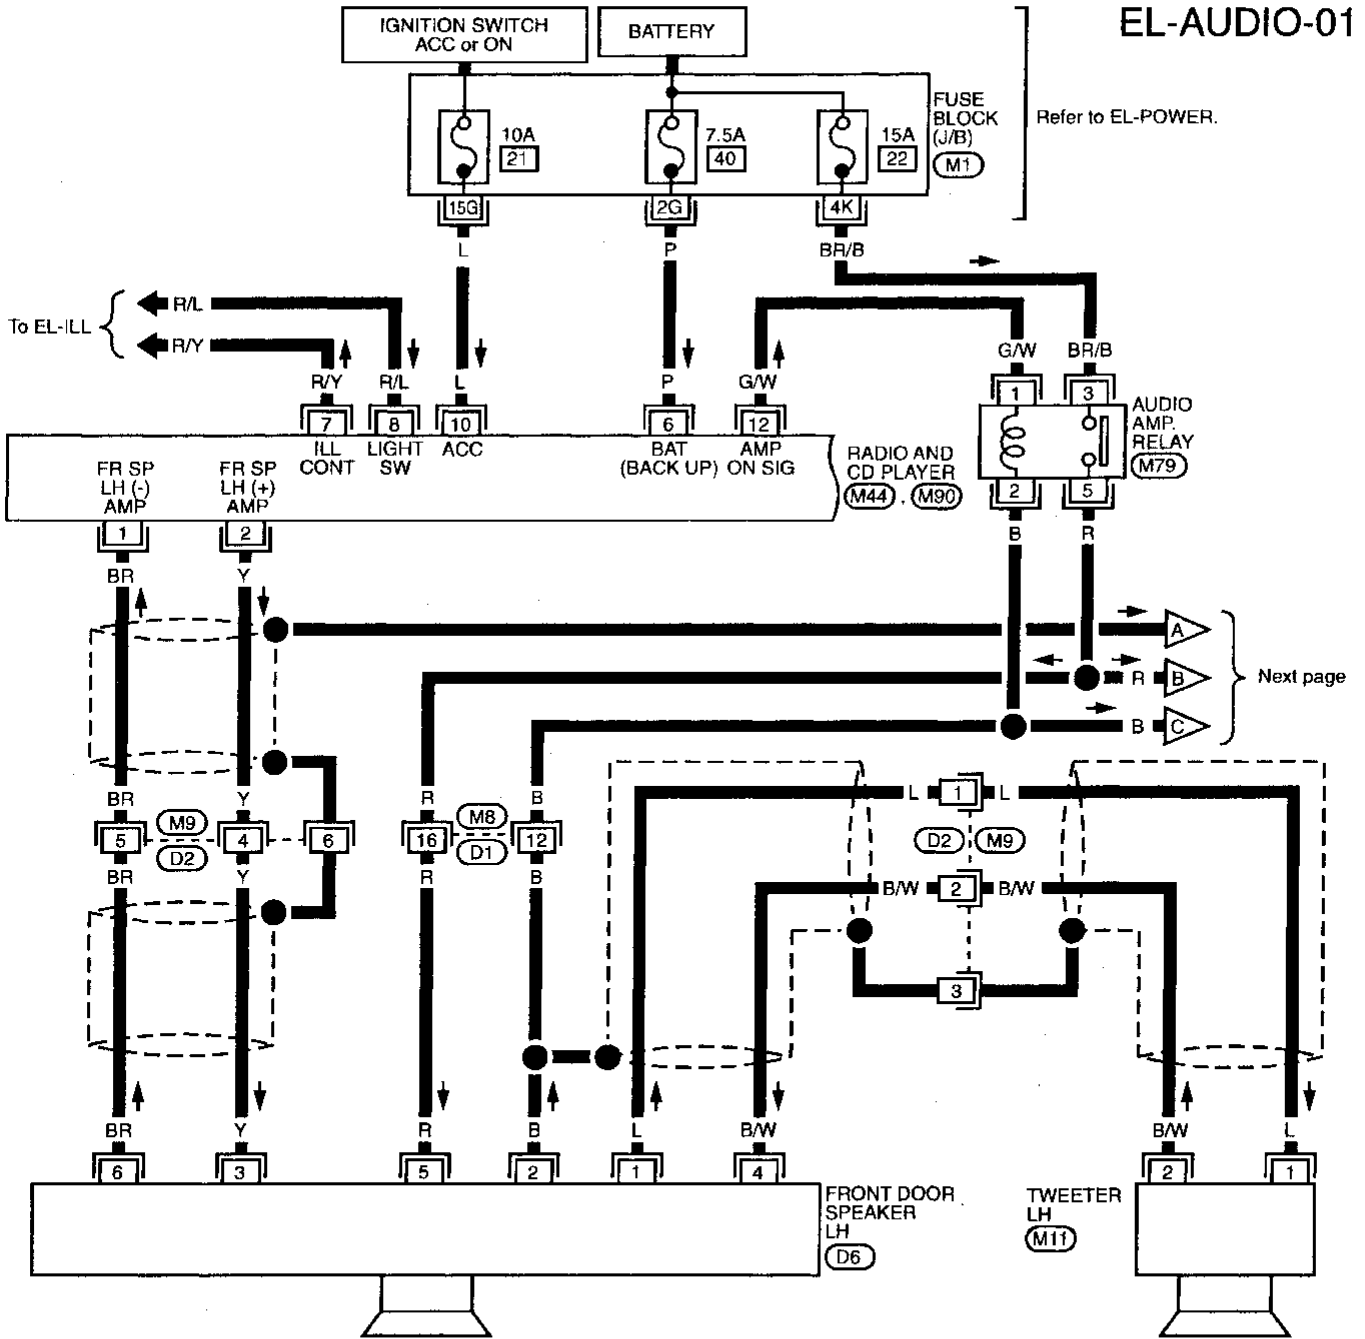 EL-AUDIO-01
IGNITION SWITCH
ACC or ON
BATTERY
FUSE
BLOCK
(J/B)
M1
Refer to EL-POWER.
10A
21
7.5A
40
15A
22
15G
2G
4K
L
P
BR/B
To EL-ILL
R/L
R/Y
R/Y
R/L
L
P
G/W
G/W
BR/B
7
8
10
6
12
1
3
ILL
CONT
LIGHT
SW
ACC
BAT
(BACK UP)
AMP
ON SIG
AUDIO
AMP.
RELAY
M79
FR SP
LH (-)
AMP
FR SP
LH (+)
AMP
RADIO AND
CD PLAYER
M44 , M90
2
5
1
2
B
R
BR
Y
A
R
B
B
C
Next page
BR
Y
R
B
L
1
L
5
M9
D2
4
6
16
M8
D1
12
D2
M9
BR
Y
R
B
B/W
2
B/W
3
BR
Y
R
B
L
B/W
B/W
L
6
3
5
2
1
4
2
1
FRONT DOOR
SPEAKER
LH
D6
TWEETER
LH
M11